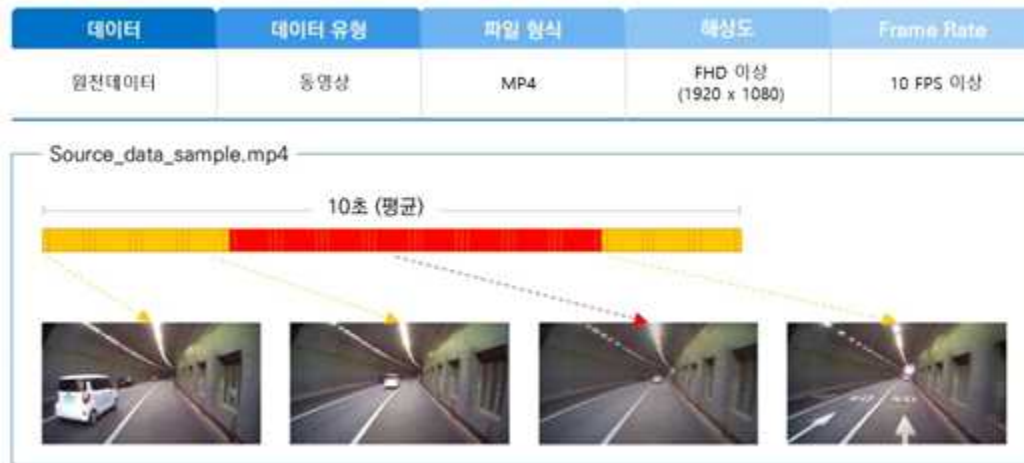 데이터
데이터 유형
파일 형식
해상도
Frame Rate
원천데이터
동영상
MP4
FHD 이상
(1920 x 1080)
10 FPS 이상
Source_data_sample.mp4
10초 (평균)